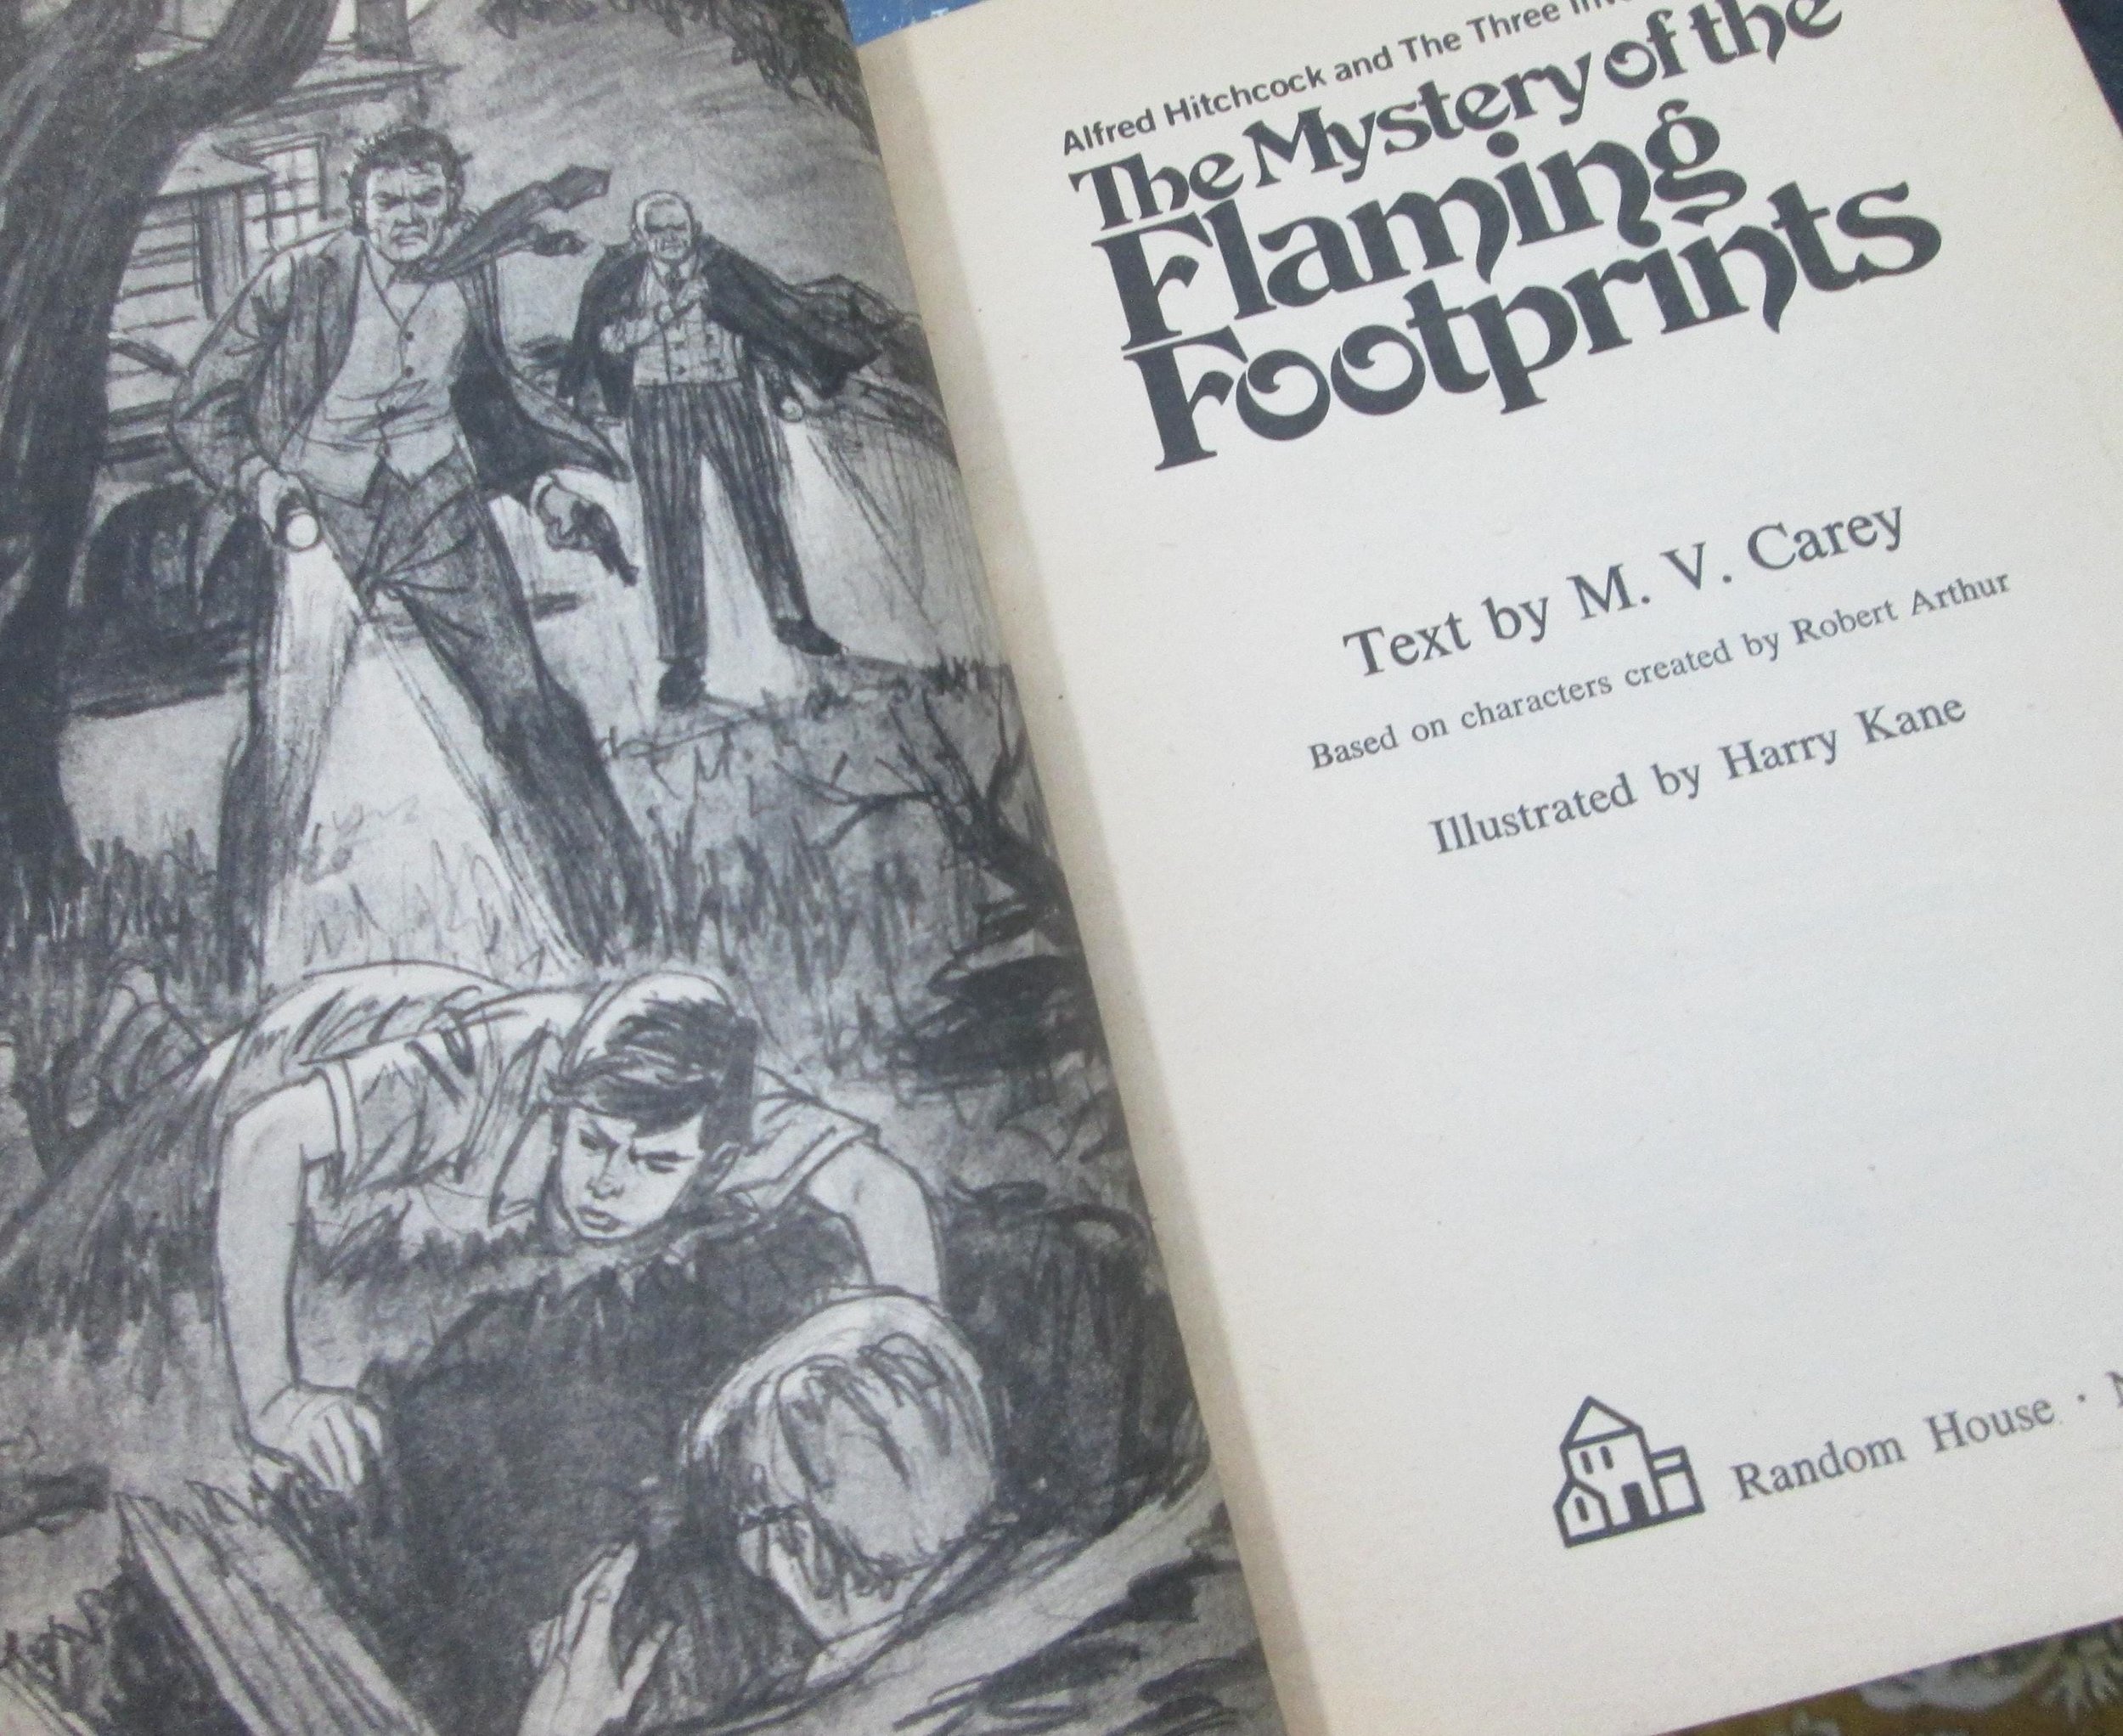 Alfred Hitchcock and The Three
The Mystery of the
Flaming
Footprints
Text by M. V. Carey
Based on characters created by Robert Arthur
Illustrated by Harry Kane
Random House ·